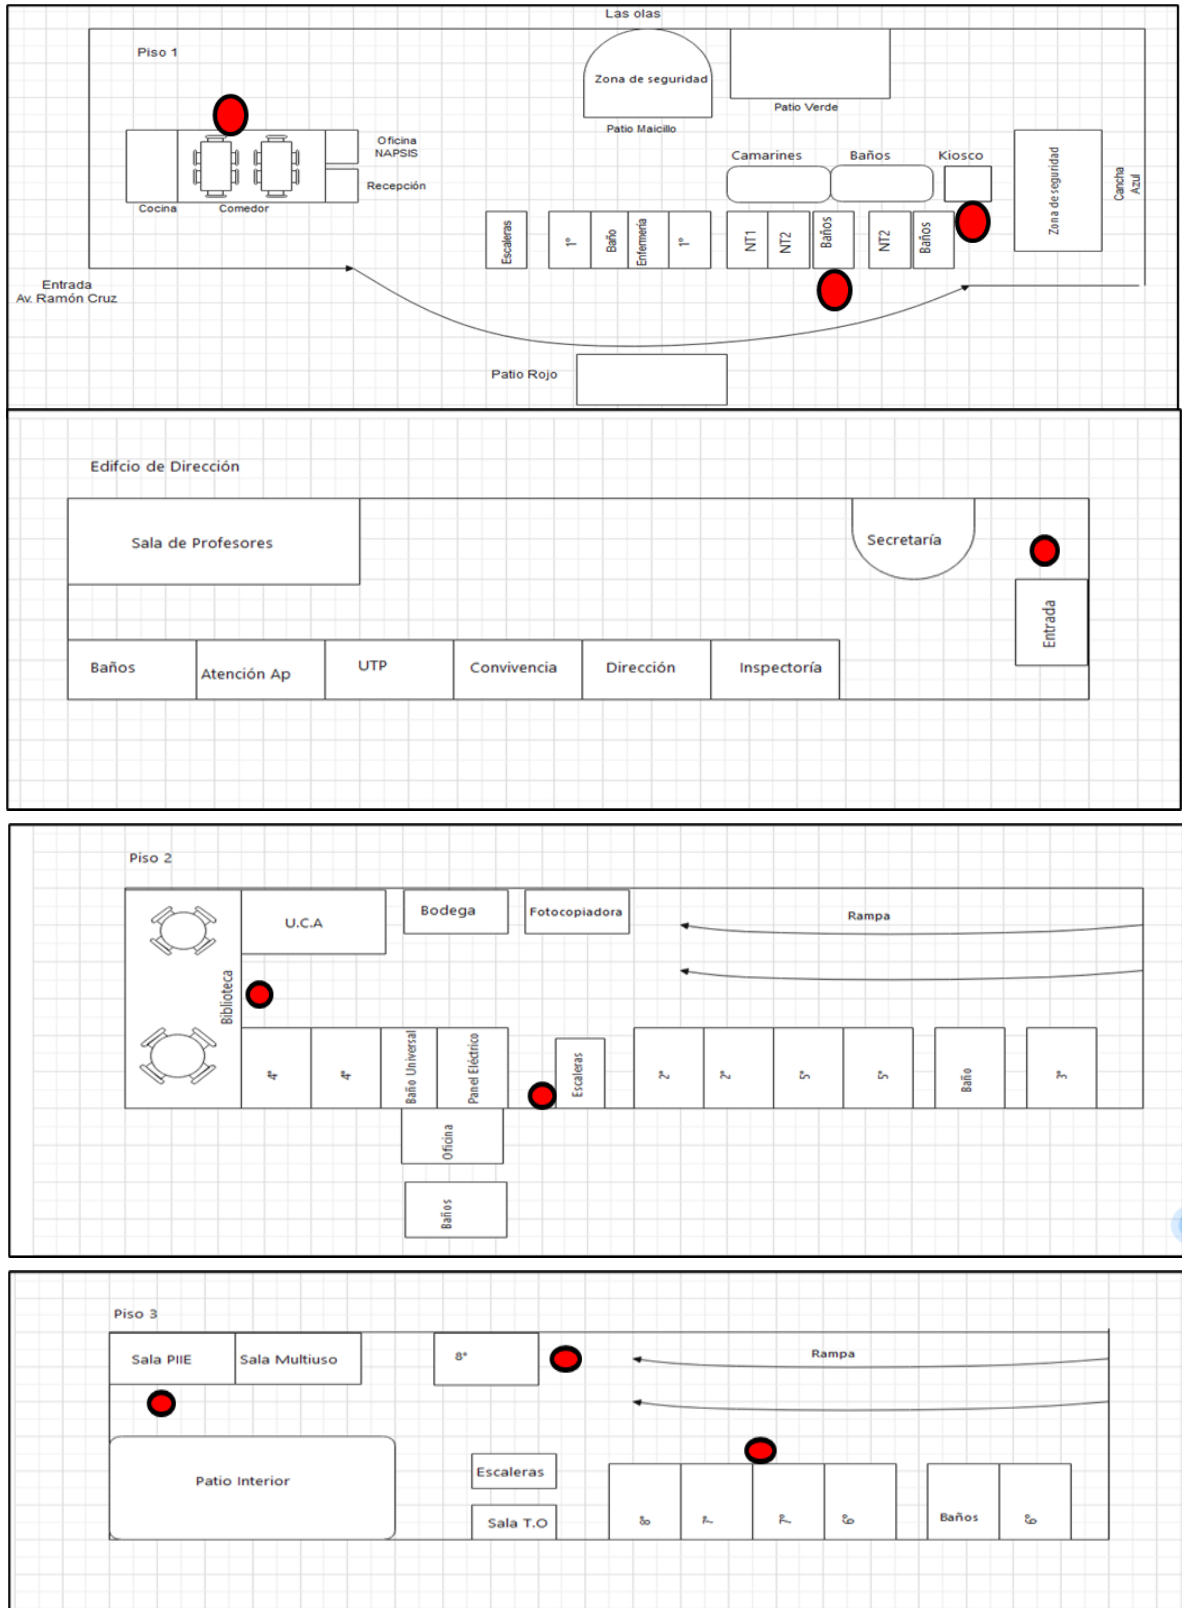 Las olas
Piso 1
Zona de seguridad
Patio Verde
Patio Maicillo
Oficina
NAPSIS
Recepción
Cocina
Comedor
Camarines
Baños
Kiosco
Zona de seguridad
Cancha
Azul
Escaleras
1°
Baño
Enfermería
1°
NT1
NT2
Baños
NT2
Baños
Entrada
Av. Ramón Cruz
Patio Rojo
Edifcio de Dirección
Sala de Profesores
Secretaría
Entrada
Baños
Atención Ap
UTP
Convivencia
Dirección
Inspectoría
Piso 2
U.C.A
Bodega
Fotocopiadora
Rampa
Biblioteca
4°
4°
Baño Universal
Panel Eléctrico
Escaleras
2°
2°
5°
5°
Baño
3°
Oficina
Baños
Piso 3
Sala PIIE
Sala Multiuso
8°
Rampa
Patio Interior
Escaleras
Sala T.O
8°
7°
7°
6°
Baños
6°